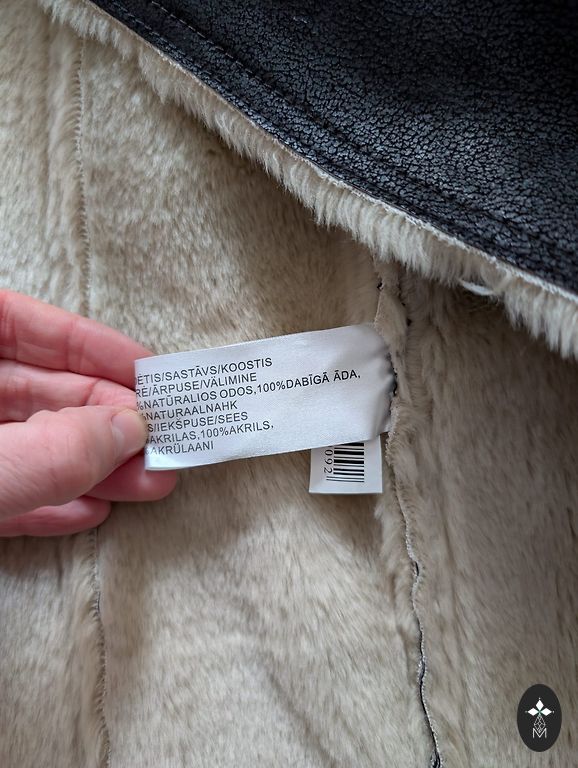 ĖTIS/SASTĀVS/KOOSTIS
RĖ/ĀRPUSE/VÄLIMINE
%NATŪRALIOS ODOS,100%DABĪGĀ ĀDA,
%NATURAALNAHK
S/IEKŠPUSE/SEES
%AKRILAS,100%AKRILS,
%AKRÜLAANI
092
M